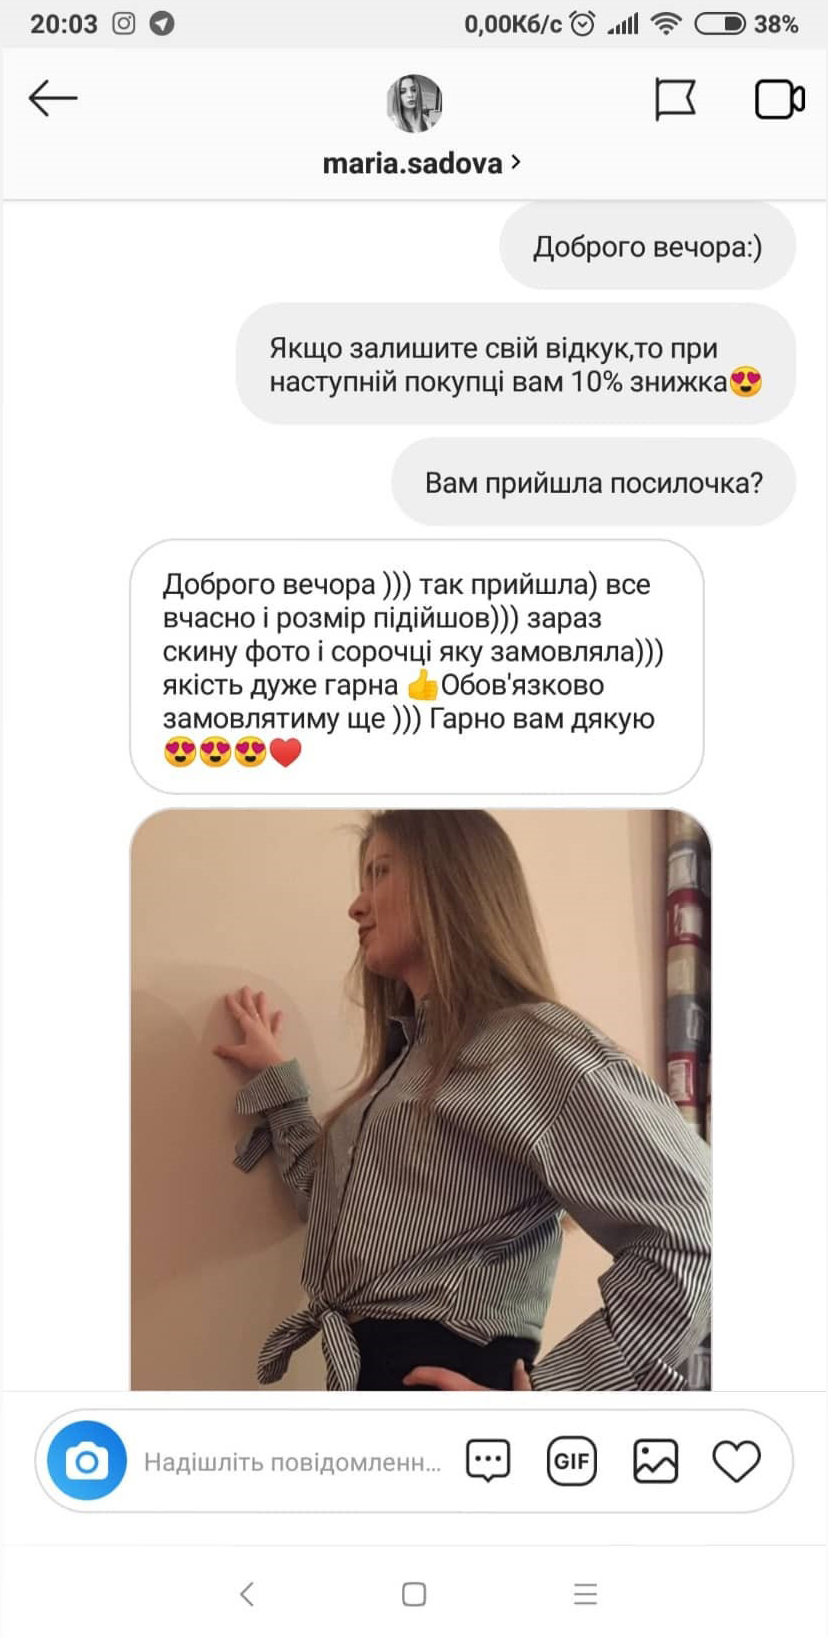 20:03
0,00Кб/с
38%
maria.sadova
Доброго вечора:)
Якщо залишите свій відкук,то при
наступній покупці вам 10% знижка😍
Вам прийшла посилочка?
Доброго вечора ))) так прийшла) все
вчасно і розмір підійшов))) зараз
скину фото і сорочці яку замовляла)))
якість дуже гарна 👍Обов'язково
замовлятиму ще ))) Гарно вам дякую
😍😍😍❤️
Надішліть повідомленн...
GIF